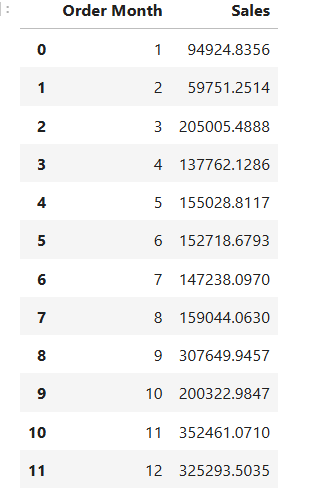 ] :
Order Month Sales
0 1 94924.8356
1 2 59751.2514
2 3 205005.4888
3 4 137762.1286
4 5 155028.8117
5 6 152718.6793
6 7 147238.0970
7 8 159044.0630
8 9 307649.9457
9 10 200322.9847
10 11 352461.0710
11 12 325293.5035